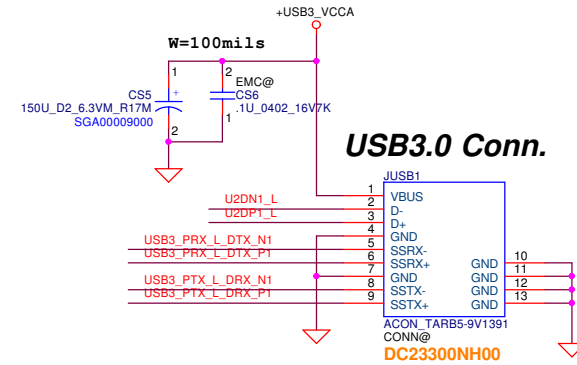 +USB3_VCCA
W=100mils
1
+
CS5
150U_D2_6.3VM_R17M
SGA00009000
2
2
EMC@
CS6
.1U_0402_16V7K
1
USB3.0 Conn.
JUSB1
1 VBUS
U2DN1_L 2 D-
U2DP1_L 3 D+
4 GND
USB3_PRX_L_DTX_N1 5 SSRX-
USB3_PRX_L_DTX_P1 6 SSRX+ GND 10
7 GND GND 11
USB3_PTX_L_DRX_N1 8 SSTX- GND 12
USB3_PTX_L_DRX_P1 9 SSTX+ GND 13
ACON_TARB5-9V1391
CONN@
DC23300NH00